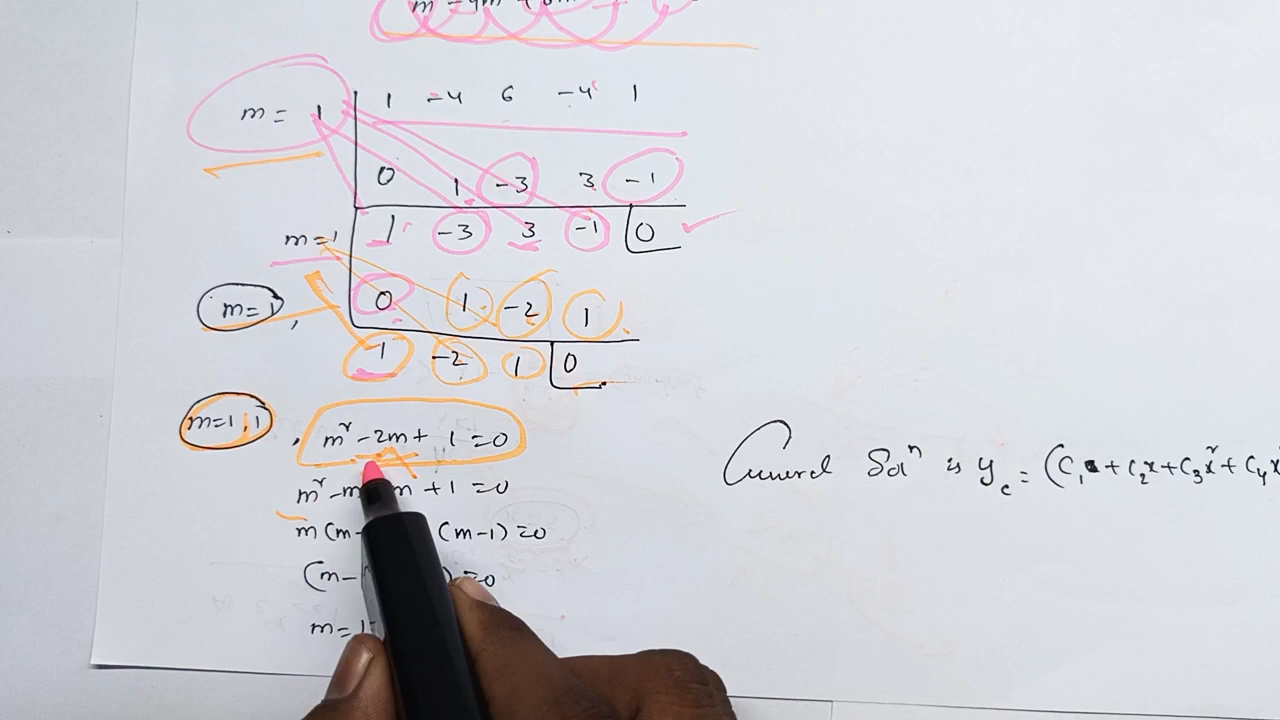 m = 1 | 1 -4 6 -4 1
0 1 -3 3 -1
m=1 1 -3 3 -1 0
m=1, 0 1 -2 1
1 -2 1 0
m=1,1, m² - 2m + 1 = 0
m² - m m + 1 = 0
m(m- (m-1) = 0
(m- ) = 0
m = 1
General Solⁿ is y_c = (C₁ + C₂x + C₃x² + C₄x